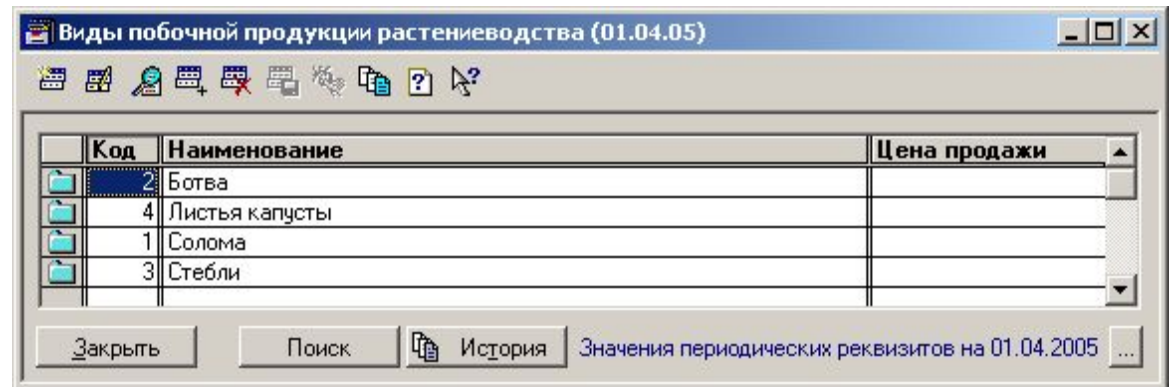 Виды побочной продукции растениеводства (01.04.05)
Код Наименование Цена продажи
2 Ботва
4 Листья капусты
1 Солома
3 Стебли
Закрыть Поиск История Значения периодических реквизитов на 01.04.2005 ...